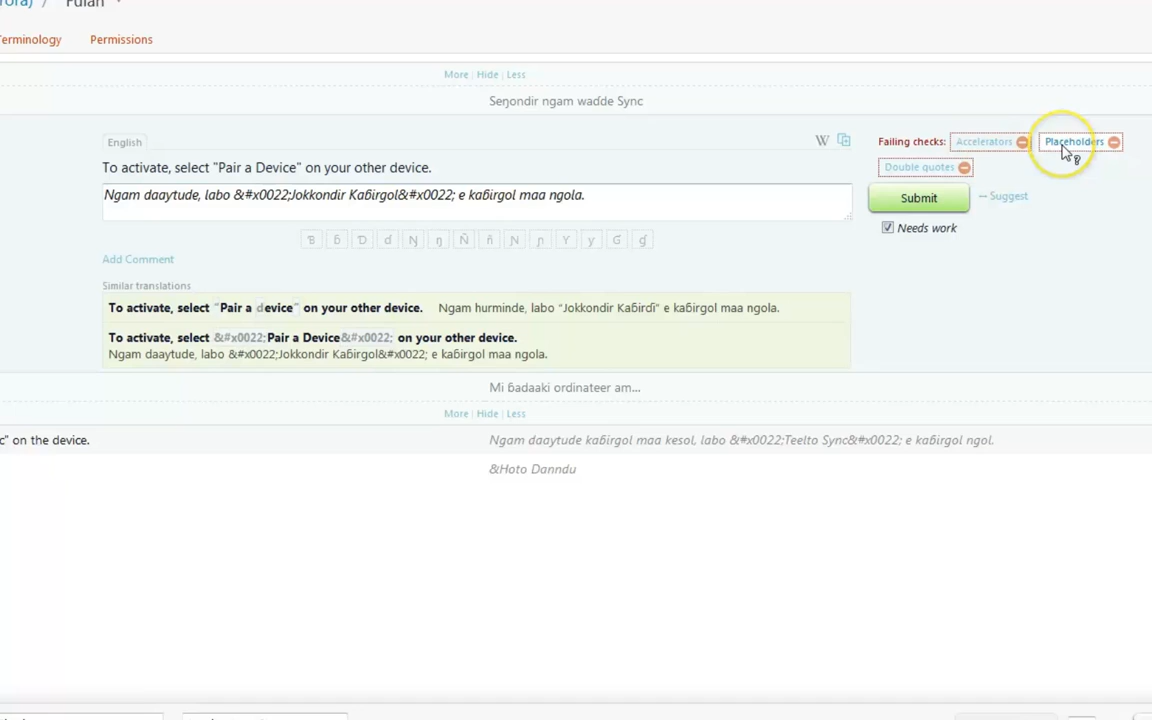 Fulah
Terminology Permissions
More | Hide | Less
Seŋondir ngam waɗde Sync
English
Failing checks: Accelerators Placeholders
To activate, select "Pair a Device" on your other device.
Double quotes
Ngam daaytude, labo &#x0022;Jokkondir Kaɓirgol&#x0022; e kaɓirgol maa ngola.
Submit Suggest
Needs work
Ɓ ɓ Ɗ ɗ Ŋ ŋ Ñ ñ Ɲ ɲ Y y Ɠ ɠ
Add Comment
Similar translations
To activate, select “Pair a device” on your other device. Ngam hurminde, labo “Jokkondir Kaɓirɗi” e kaɓirgol maa ngola.
To activate, select &#x0022;Pair a Device&#x0022; on your other device.
Ngam daaytude, labo &#x0022;Jokkondir Kaɓirgol&#x0022; e kaɓirgol maa ngola.
Mi ɓadaaki ordinateer am...
More | Hide | Less
c" on the device. Ngam daaytude kaɓirgol maa kesol, labo &#x0022;Teelto Sync&#x0022; e kaɓirgol ngol.
&Hoto Danndu